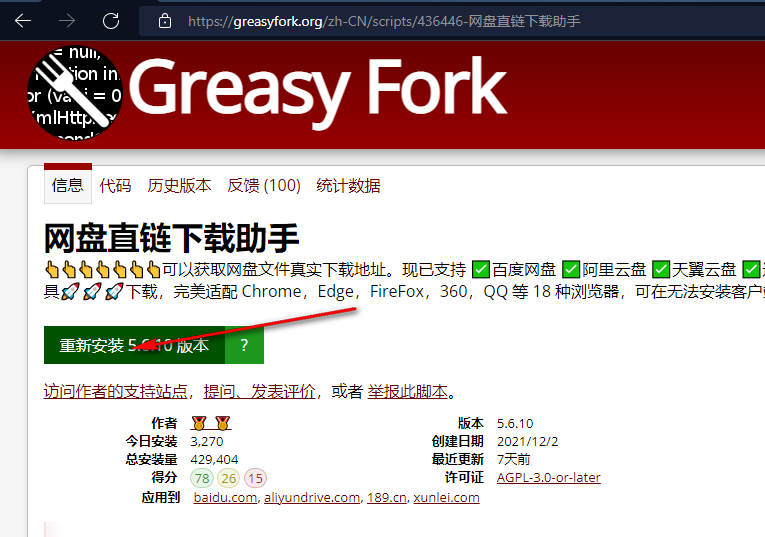 https://greasyfork.org/zh-CN/scripts/436446-网盘直链下载助手
= null,
ction in
or (var i = 0
Greasy Fork
信息 代码 历史版本 反馈 (100) 统计数据
网盘直链下载助手
👆👆👆👆👆👆👆可以获取网盘文件真实下载地址。现已支持 ✅百度网盘 ✅阿里云盘 ✅天翼云盘 ✅
具🚀🚀🚀下载，完美适配 Chrome，Edge，FireFox，360，QQ 等 18 种浏览器，可在无法安装客户
重新安装 5.6.10 版本 ?
访问作者的支持站点，提问、发表评价，或者 举报此脚本。
作者 🏅 🏅 版本 5.6.10
今日安装 3,270 创建日期 2021/12/2
总安装量 429,404 最近更新 7天前
得分 78 26 15 许可证 AGPL-3.0-or-later
应用到 baidu.com, aliyundrive.com, 189.cn, xunlei.com